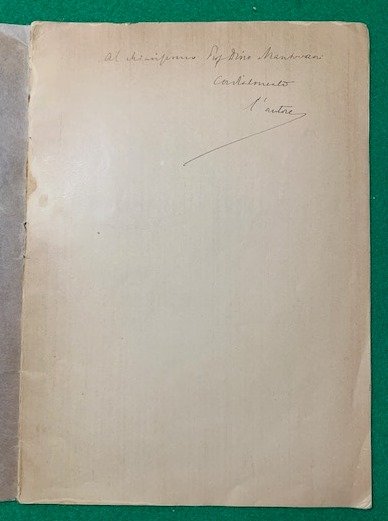 Al chiarissimo Prof Dino Mantovani
Cordialmente
l'autore